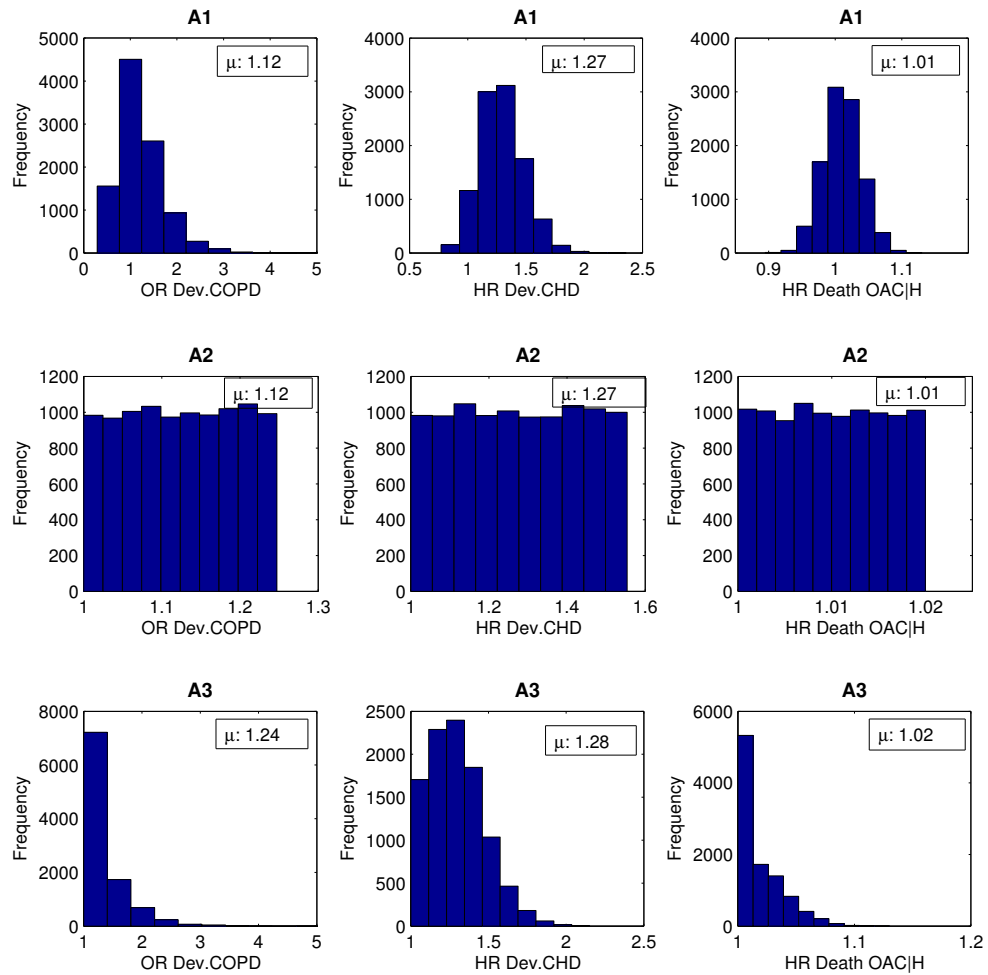 A1
μ: 1.12
Frequency
5000
4000
3000
2000
1000
0
0 1 2 3 4 5
OR Dev.COPD
A1
μ: 1.27
Frequency
4000
3000
2000
1000
0
0.5 1 1.5 2 2.5
HR Dev.CHD
A1
μ: 1.01
Frequency
4000
3000
2000
1000
0
0.9 1 1.1
HR Death OAC|H
A2
μ: 1.12
Frequency
1200
1000
800
600
400
200
0
1 1.1 1.2 1.3
OR Dev.COPD
A2
μ: 1.27
Frequency
1200
1000
800
600
400
200
0
1 1.2 1.4 1.6
HR Dev.CHD
A2
μ: 1.01
Frequency
1200
1000
800
600
400
200
0
1 1.01 1.02
HR Death OAC|H
A3
μ: 1.24
Frequency
8000
6000
4000
2000
0
1 2 3 4 5
OR Dev.COPD
A3
μ: 1.28
Frequency
2500
2000
1500
1000
500
0
1 1.5 2 2.5
HR Dev.CHD
A3
μ: 1.02
Frequency
6000
4000
2000
0
1 1.1 1.2
HR Death OAC|H